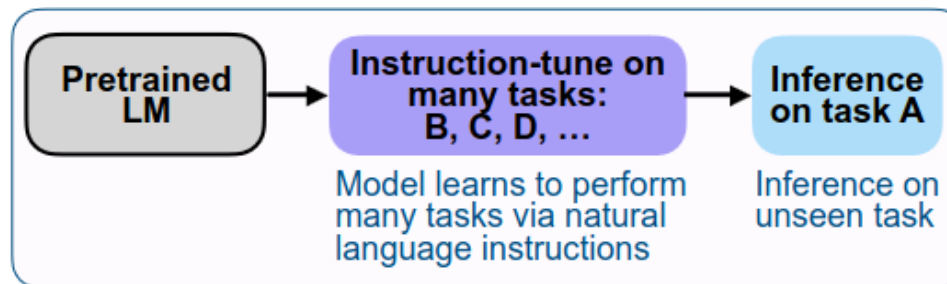 Pretrained
LM
Instruction-tune on
many tasks:
B, C, D, ...
Inference
on task A
Model learns to perform
many tasks via natural
language instructions
Inference on
unseen task